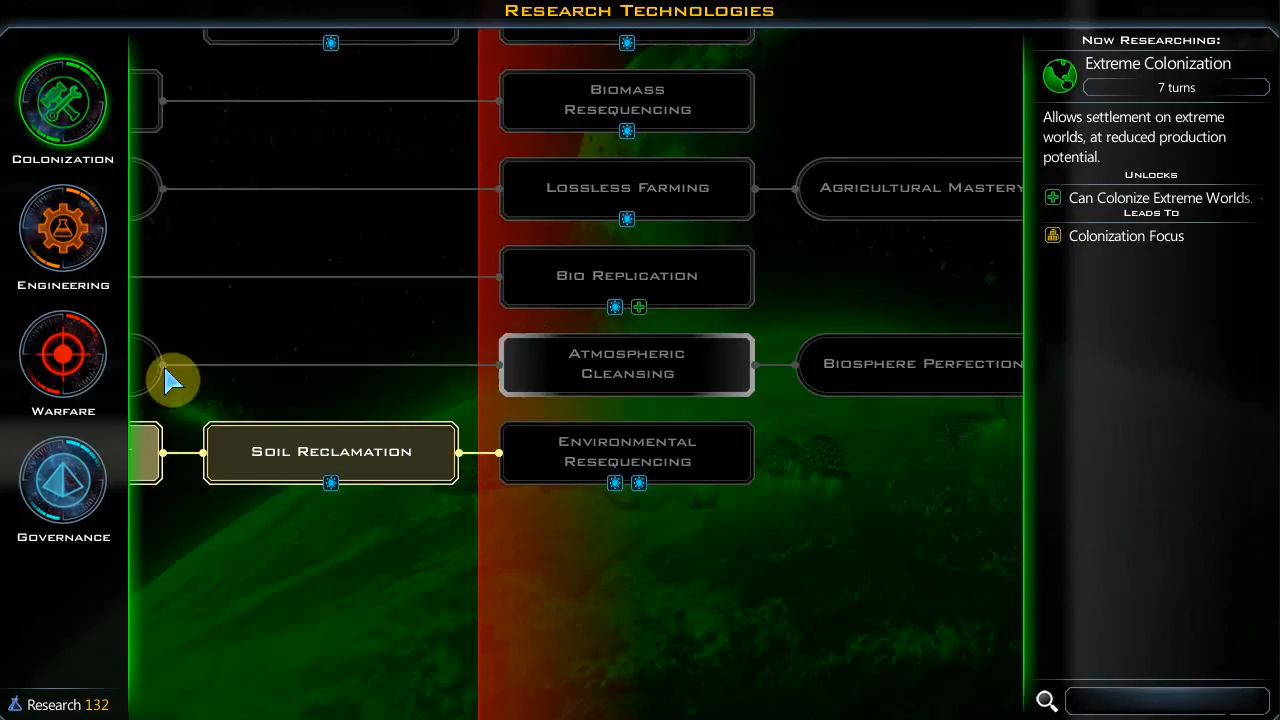 Research Technologies
Colonization
Engineering
Warfare
Governance
Research 132
Biomass
Resequencing
Lossless Farming
Agricultural Mastery
Bio Replication
Atmospheric
Cleansing
Biosphere Perfection
Soil Reclamation
Environmental
Resequencing
Now Researching:
Extreme Colonization
7 turns
Allows settlement on extreme
worlds, at reduced production
potential.
Unlocks
Can Colonize Extreme Worlds.
Leads To
Colonization Focus